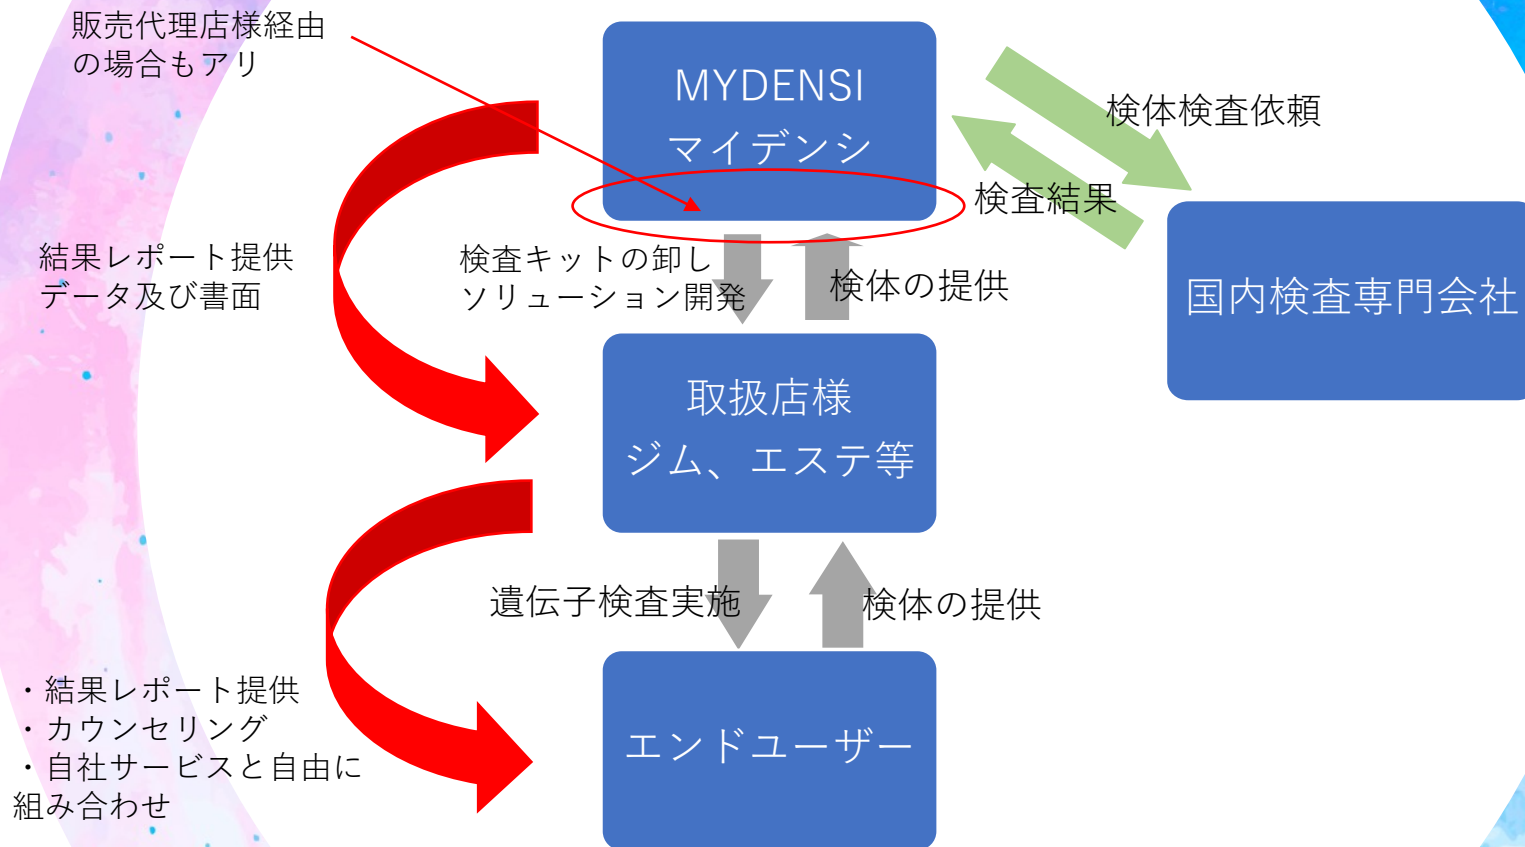 販売代理店様経由
の場合もアリ
MYDENSI
マイデンシ
検体検査依頼
検査結果
国内検査専門会社
結果レポート提供
データ及び書面
検査キットの卸し
ソリューション開発
検体の提供
取扱店様
ジム、エステ等
遺伝子検査実施
検体の提供
・結果レポート提供
・カウンセリング
・自社サービスと自由に
組み合わせ
エンドユーザー